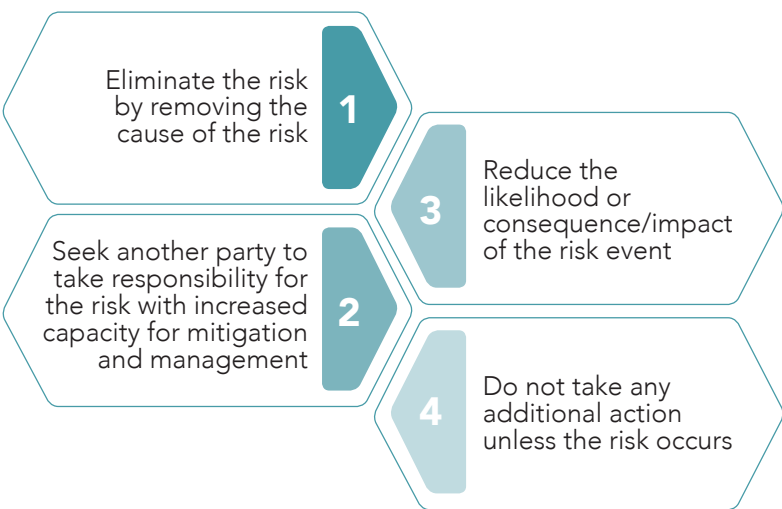 Eliminate the risk
by removing the
cause of the risk
1
Seek another party to
take responsibility for
the risk with increased
capacity for mitigation
and management
2
3
Reduce the
likelihood or
consequence/impact
of the risk event
4
Do not take any
additional action
unless the risk occurs